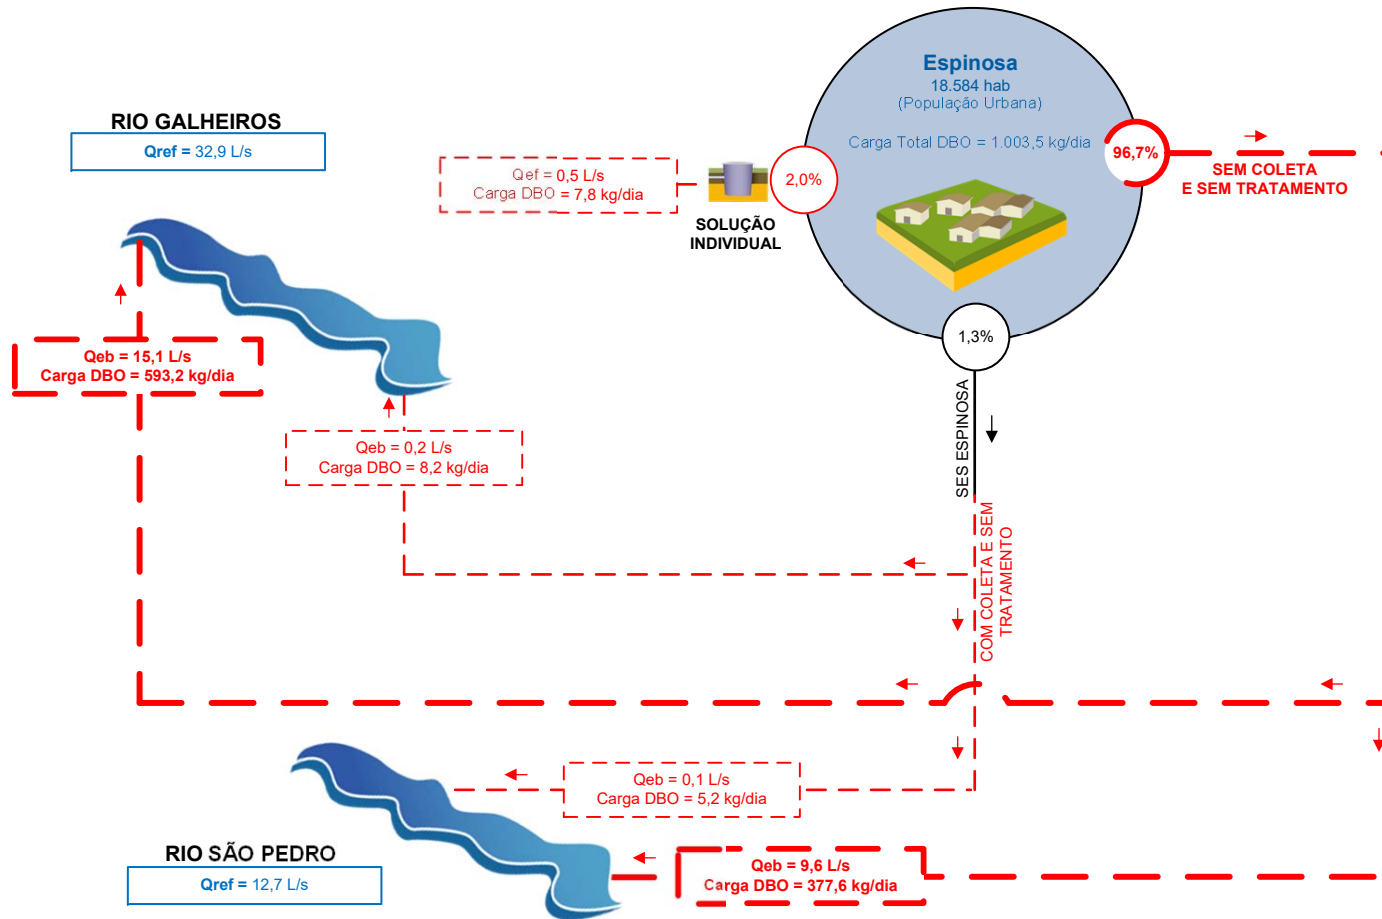 Espinosa
18.584 hab
(População Urbana)
Carga Total DBO = 1.003,5 kg/dia
96,7%
SEM COLETA
E SEM TRATAMENTO
2,0%
SOLUÇÃO
INDIVIDUAL
Qef = 0,5 L/s
Carga DBO = 7,8 kg/dia
RIO GALHEIROS
Qref = 32,9 L/s
Qeb = 15,1 L/s
Carga DBO = 593,2 kg/dia
Qeb = 0,2 L/s
Carga DBO = 8,2 kg/dia
1,3%
SES ESPINOSA
COM COLETA E SEM
TRATAMENTO
Qeb = 0,1 L/s
Carga DBO = 5,2 kg/dia
RIO SÃO PEDRO
Qref = 12,7 L/s
Qeb = 9,6 L/s
Carga DBO = 377,6 kg/dia